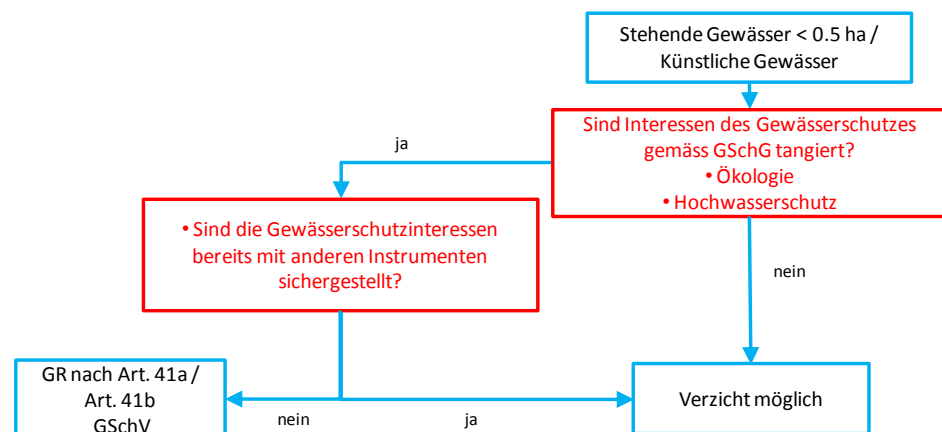 Stehende Gewässer < 0.5 ha /
Künstliche Gewässer
Sind Interessen des Gewässerschutzes
gemäss GSchG tangiert?
• Ökologie
• Hochwasserschutz
ja
• Sind die Gewässerschutzinteressen
bereits mit anderen Instrumenten
sichergestellt?
nein
GR nach Art. 41a /
Art. 41b
GSchV
nein
ja
Verzicht möglich